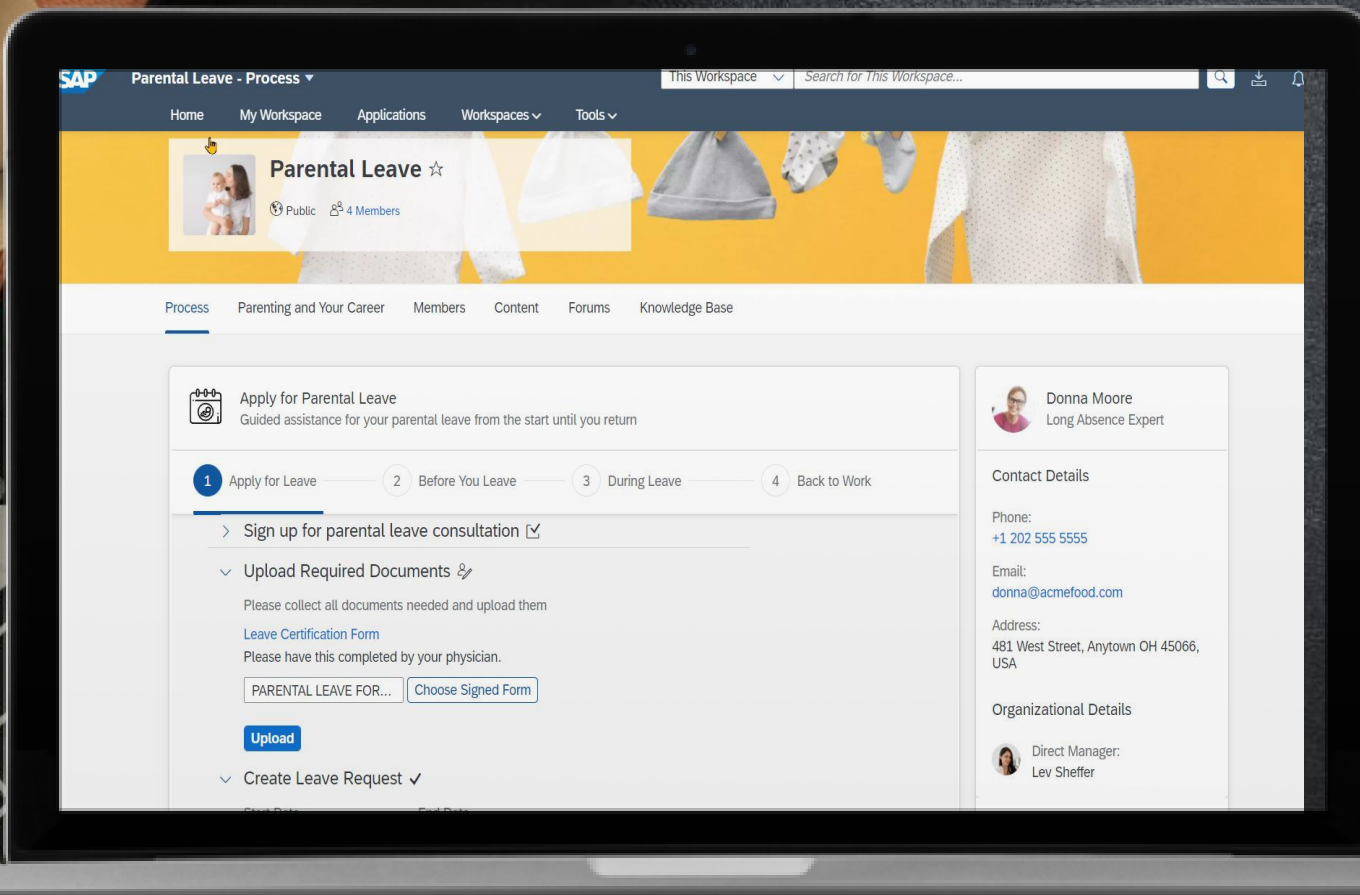 SAP
Parental Leave - Process
This Workspace
Search for This Workspace...
Home
My Workspace
Applications
Workspaces
Tools
Parental Leave
Public
4 Members
Process
Parenting and Your Career
Members
Content
Forums
Knowledge Base
Apply for Parental Leave
Guided assistance for your parental leave from the start until you return
1 Apply for Leave
2 Before You Leave
3 During Leave
4 Back to Work
Sign up for parental leave consultation
Upload Required Documents
Please collect all documents needed and upload them
Leave Certification Form
Please have this completed by your physician.
PARENTAL LEAVE FOR...
Choose Signed Form
Upload
Create Leave Request
Start Date
End Date
Donna Moore
Long Absence Expert
Contact Details
Phone:
+1 202 555 5555
Email:
donna@acmefood.com
Address:
481 West Street, Anytown OH 45066,
USA
Organizational Details
Direct Manager:
Lev Sheffer